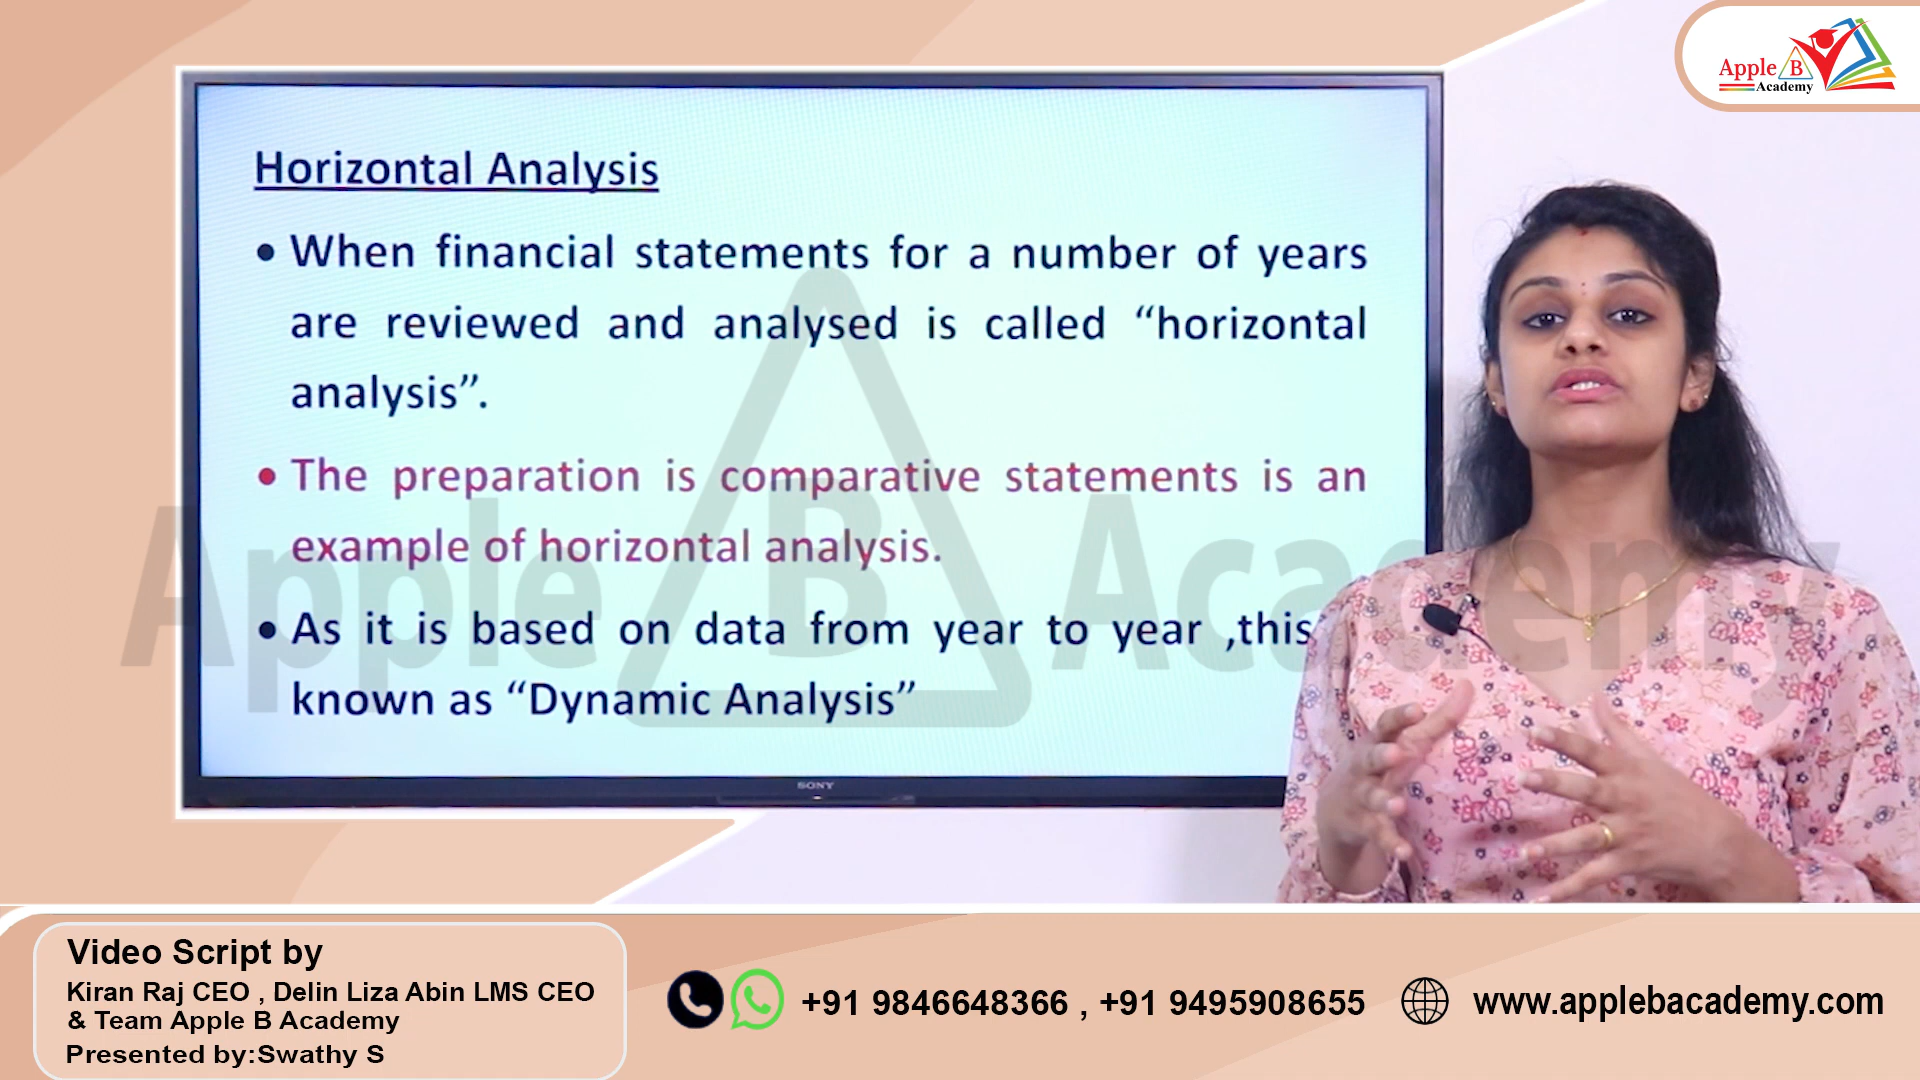 Apple B
Academy
Horizontal Analysis
• When financial statements for a number of years
are reviewed and analysed is called “horizontal
analysis”.
• The preparation is comparative statements is an
example of horizontal analysis.
• As it is based on data from year to year ,this
known as “Dynamic Analysis”
Apple B Academy
SONY
Video Script by
Kiran Raj CEO , Delin Liza Abin LMS CEO
& Team Apple B Academy
Presented by:Swathy S
+91 9846648366 , +91 9495908655
www.applebacademy.com